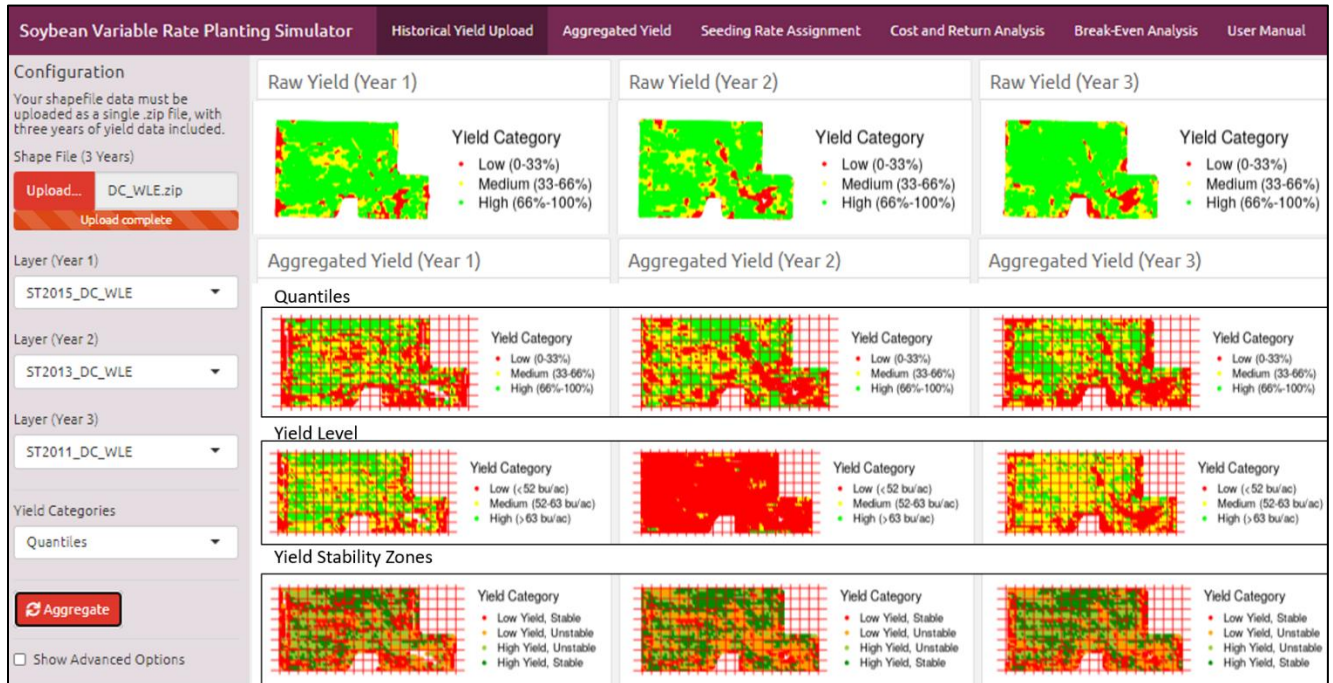 Soybean Variable Rate Planting Simulator
Historical Yield Upload
Aggregated Yield
Seeding Rate Assignment
Cost and Return Analysis
Break-Even Analysis
User Manual
Configuration
Your shapefile data must be
uploaded as a single .zip file, with
three years of yield data included.
Shape File (3 Years)
Upload... DC_WLE.zip
Upload complete
Layer (Year 1)
ST2015_DC_WLE
Layer (Year 2)
ST2013_DC_WLE
Layer (Year 3)
ST2011_DC_WLE
Yield Categories
Quantiles
Aggregate
Show Advanced Options
Raw Yield (Year 1)
Yield Category
Low (0-33%)
Medium (33-66%)
High (66%-100%)
Raw Yield (Year 2)
Yield Category
Low (0-33%)
Medium (33-66%)
High (66%-100%)
Raw Yield (Year 3)
Yield Category
Low (0-33%)
Medium (33-66%)
High (66%-100%)
Aggregated Yield (Year 1)
Aggregated Yield (Year 2)
Aggregated Yield (Year 3)
Quantiles
Yield Category
Low (0-33%)
Medium (33-66%)
High (66%-100%)
Yield Category
Low (0-33%)
Medium (33-66%)
High (66%-100%)
Yield Category
Low (0-33%)
Medium (33-66%)
High (66%-100%)
Yield Level
Yield Category
Low (<52 bu/ac)
Medium (52-63 bu/ac)
High (>63 bu/ac)
Yield Category
Low (<52 bu/ac)
Medium (52-63 bu/ac)
High (>63 bu/ac)
Yield Category
Low (<52 bu/ac)
Medium (52-63 bu/ac)
High (>63 bu/ac)
Yield Stability Zones
Yield Category
Low Yield, Stable
Low Yield, Unstable
High Yield, Unstable
High Yield, Stable
Yield Category
Low Yield, Stable
Low Yield, Unstable
High Yield, Unstable
High Yield, Stable
Yield Category
Low Yield, Stable
Low Yield, Unstable
High Yield, Unstable
High Yield, Stable